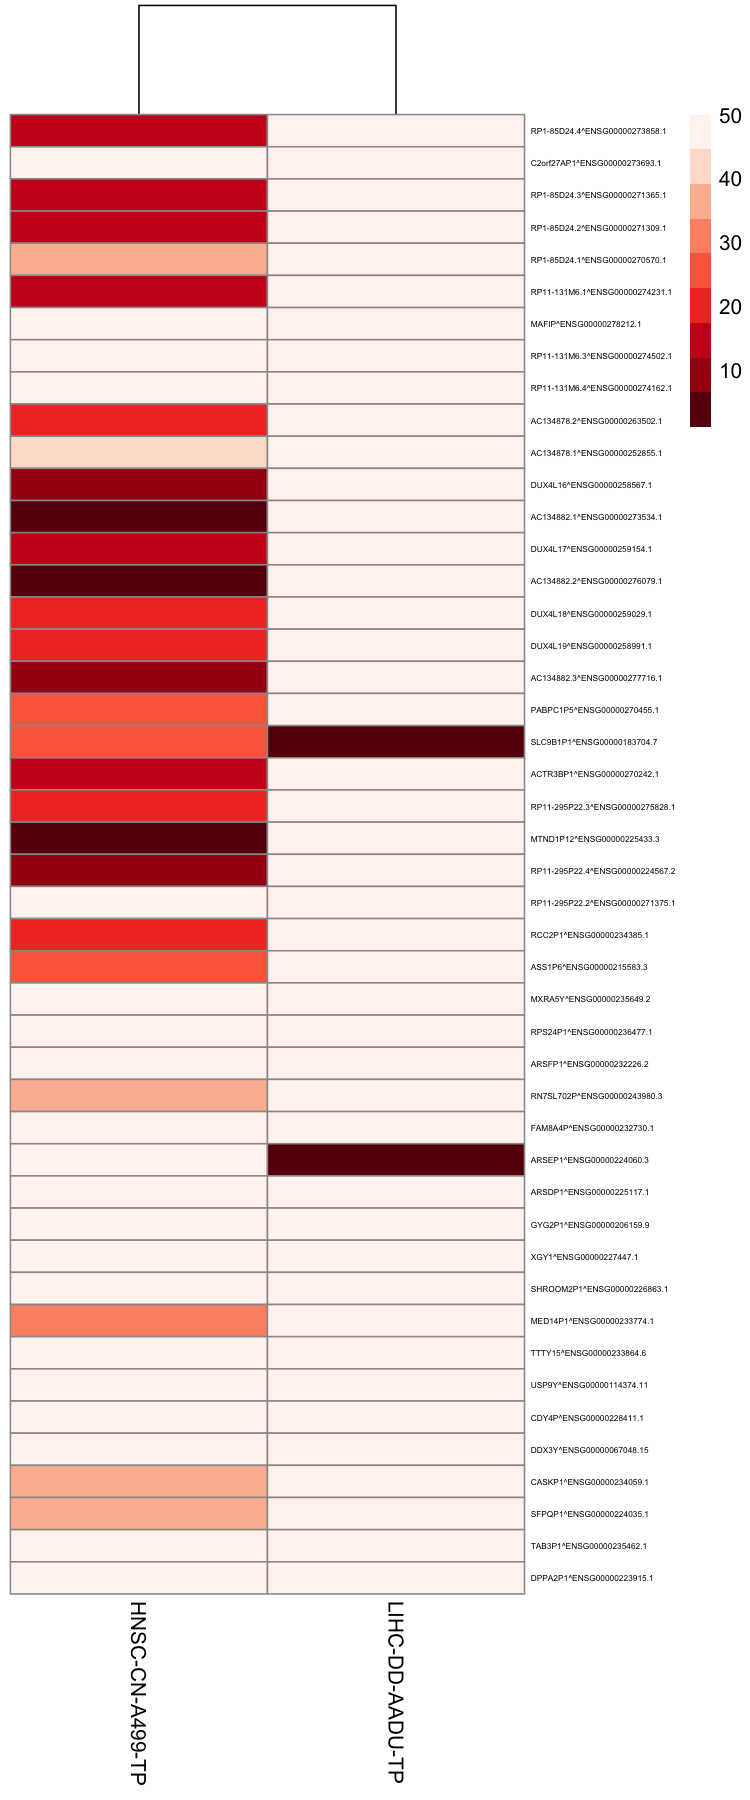 50
40
30
20
10
RP1-85D24.4^ENSG00000273858.1
C2orf27AP1^ENSG00000273693.1
RP1-85D24.3^ENSG00000271365.1
RP1-85D24.2^ENSG00000271309.1
RP1-85D24.1^ENSG00000270570.1
RP11-131M6.1^ENSG00000274231.1
MAFIP^ENSG00000278212.1
RP11-131M6.3^ENSG00000274502.1
RP11-131M6.4^ENSG00000274162.1
AC134878.2^ENSG00000263502.1
AC134878.1^ENSG00000252855.1
DUX4L16^ENSG00000258567.1
AC134882.1^ENSG00000273534.1
DUX4L17^ENSG00000259154.1
AC134882.2^ENSG00000276079.1
DUX4L18^ENSG00000259029.1
DUX4L19^ENSG00000258991.1
AC134882.3^ENSG00000277716.1
PABPC1P5^ENSG00000270455.1
SLC9B1P1^ENSG00000183704.7
ACTR3BP1^ENSG00000270242.1
RP11-295P22.3^ENSG00000275828.1
MTND1P12^ENSG00000225433.3
RP11-295P22.4^ENSG00000224567.2
RP11-295P22.2^ENSG00000271375.1
RCC2P1^ENSG00000234385.1
ASS1P6^ENSG00000215583.3
MXRA5Y^ENSG00000235649.2
RPS24P1^ENSG00000236477.1
ARSFP1^ENSG00000232226.2
RN7SL702P^ENSG00000243980.3
FAM8A4P^ENSG00000232730.1
ARSEP1^ENSG00000224060.3
ARSDP1^ENSG00000225117.1
GYG2P1^ENSG00000206159.9
XGY1^ENSG00000227447.1
SHROOM2P1^ENSG00000226863.1
MED14P1^ENSG00000233774.1
TTTY15^ENSG00000233864.6
USP9Y^ENSG00000114374.11
CDY4P^ENSG00000228411.1
DDX3Y^ENSG00000067048.15
CASKP1^ENSG00000234059.1
SFPQP1^ENSG00000224035.1
TAB3P1^ENSG00000235462.1
DPPA2P1^ENSG00000223915.1
HNSC-CN-A499-TP
LIHC-DD-AADU-TP